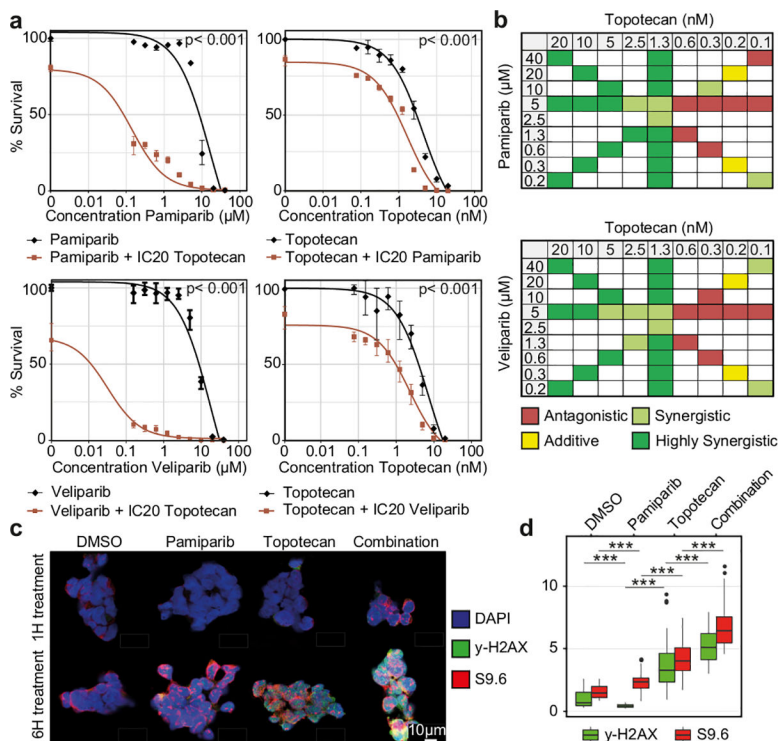 a
p< 0.001
p< 0.001
% Survival
100
50
0
100
50
0
0 0.01 0.1 1 10 100
0 0.01 0.1 1 10 100
Concentration Pamiparib (µM)
Concentration Topotecan (nM)
Pamiparib
Topotecan
Pamiparib + IC20 Topotecan
Topotecan + IC20 Pamiparib
p< 0.001
p< 0.001
% Survival
100
50
0
100
50
0
0 0.01 0.1 1 10 100
0 0.01 0.1 1 10 100
Concentration Veliparib (µM)
Concentration Topotecan (nM)
Veliparib
Topotecan
Veliparib + IC20 Topotecan
Topotecan + IC20 Veliparib
b
Topotecan (nM)
20 10 5 2.5 1.3 0.6 0.3 0.2 0.1
Pamiparib (µM)
40
20
10
5
2.5
1.3
0.6
0.3
0.2
Topotecan (nM)
20 10 5 2.5 1.3 0.6 0.3 0.2 0.1
Veliparib (µM)
40
20
10
5
2.5
1.3
0.6
0.3
0.2
Antagonistic
Synergistic
Additive
Highly Synergistic
c
DMSO Pamiparib Topotecan Combination
1H treatment
6H treatment
DAPI
y-H2AX
S9.6
10µm
d
DMSO
Pamiparib
Topotecan
Combination
*** *** ***
*** *** ***
10
5
0
y-H2AX S9.6